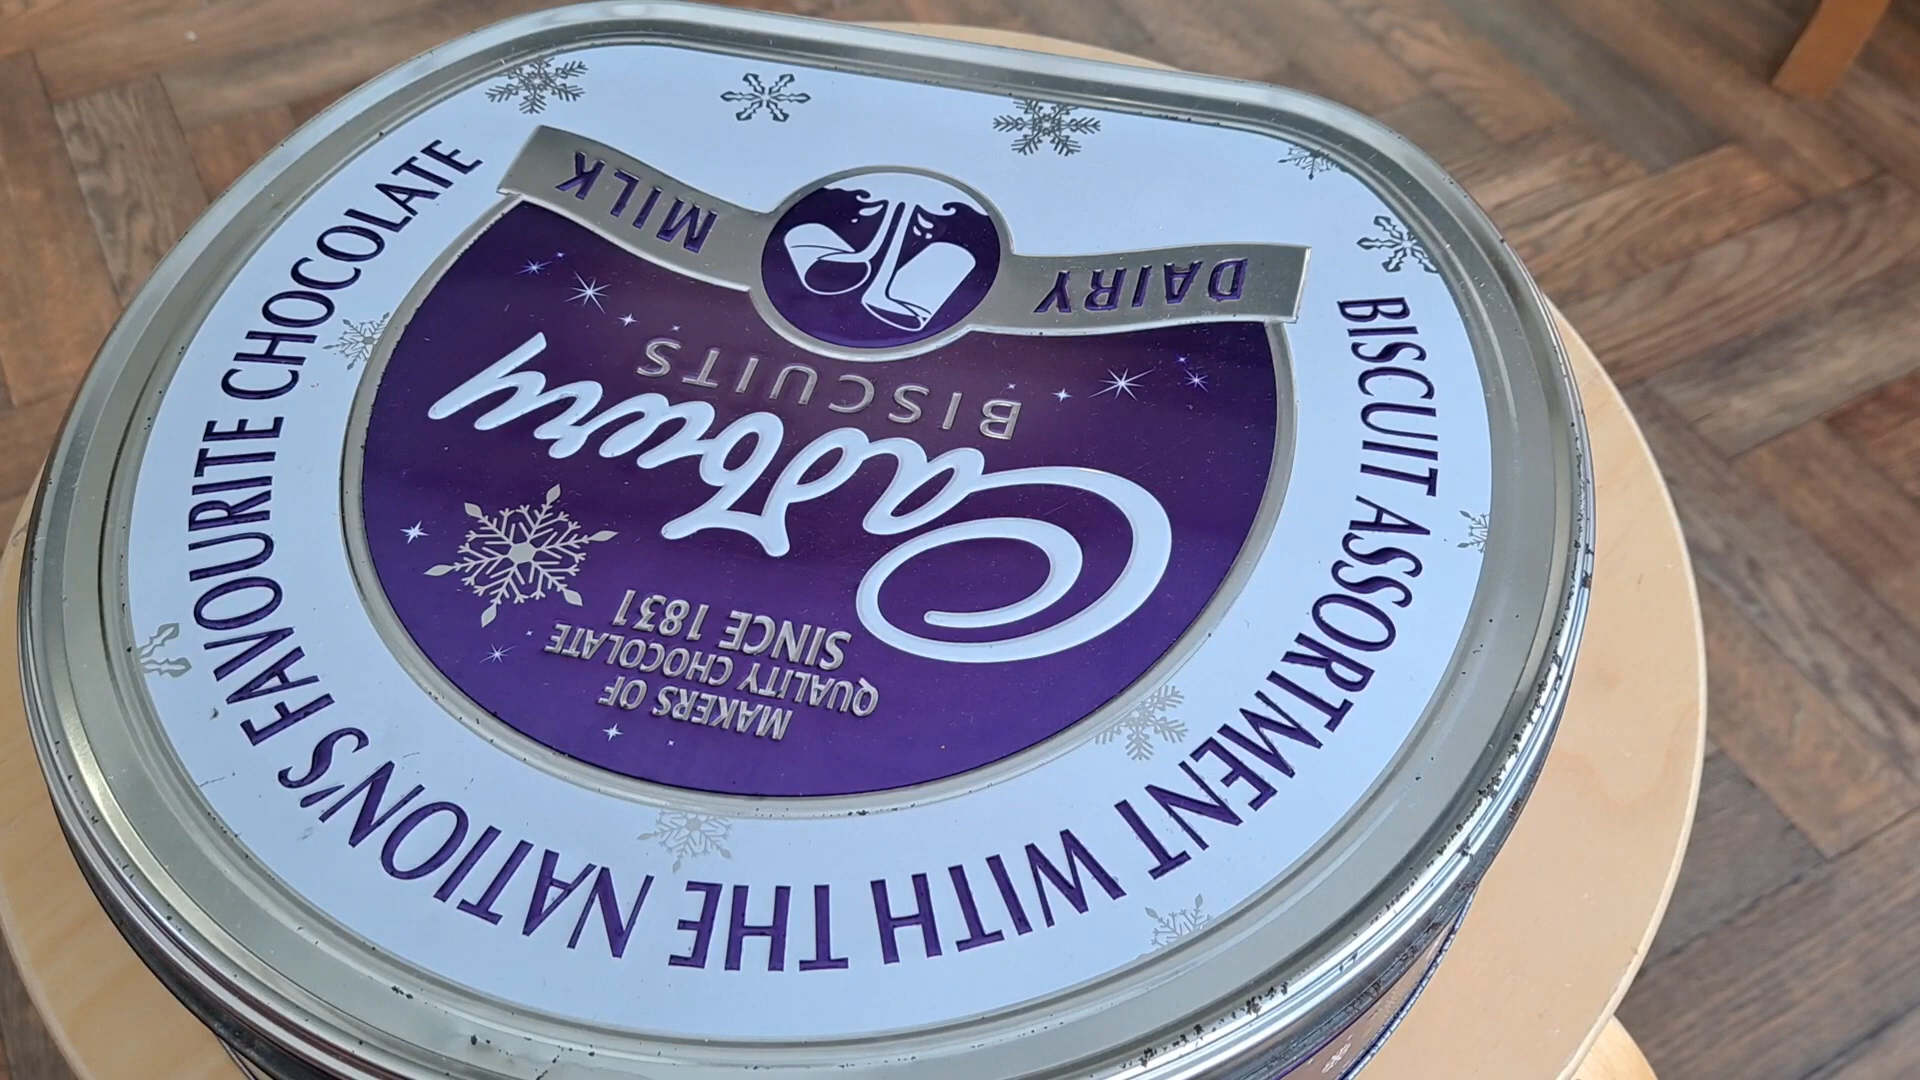 BISCUIT ASSORTMENT WITH THE NATION'S FAVOURITE CHOCOLATE
MAKERS OF
QUALITY CHOCOLATE
SINCE 1831
Cadbury
BISCUITS
DAIRY MILK